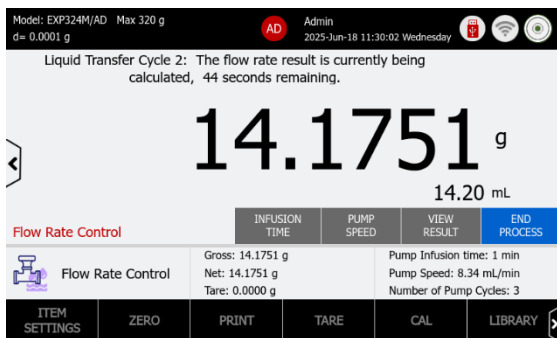 Model: EXP324M/AD Max 320 g
d= 0.0001 g
AD
Admin
2025-Jun-18 11:30:02 Wednesday
Liquid Transfer Cycle 2: The flow rate result is currently being
calculated, 44 seconds remaining.
14.1751 g
14.20 mL
Flow Rate Control
INFUSION
TIME
PUMP
SPEED
VIEW
RESULT
END
PROCESS
Flow Rate Control
Gross: 14.1751 g
Net: 14.1751 g
Tare: 0.0000 g
Pump Infusion time: 1 min
Pump Speed: 8.34 mL/min
Number of Pump Cycles: 3
ITEM
SETTINGS
ZERO
PRINT
TARE
CAL
LIBRARY